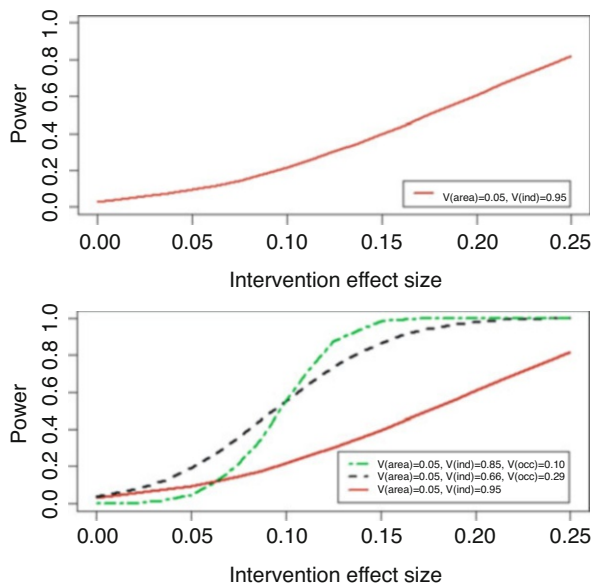 Power
1.0
0.8
0.6
0.4
0.2
0.0
V(area)=0.05, V(ind)=0.95
0.00 0.05 0.10 0.15 0.20 0.25
Intervention effect size
Power
1.0
0.8
0.6
0.4
0.2
0.0
V(area)=0.05, V(ind)=0.85, V(occ)=0.10
V(area)=0.05, V(ind)=0.66, V(occ)=0.29
V(area)=0.05, V(ind)=0.95
0.00 0.05 0.10 0.15 0.20 0.25
Intervention effect size